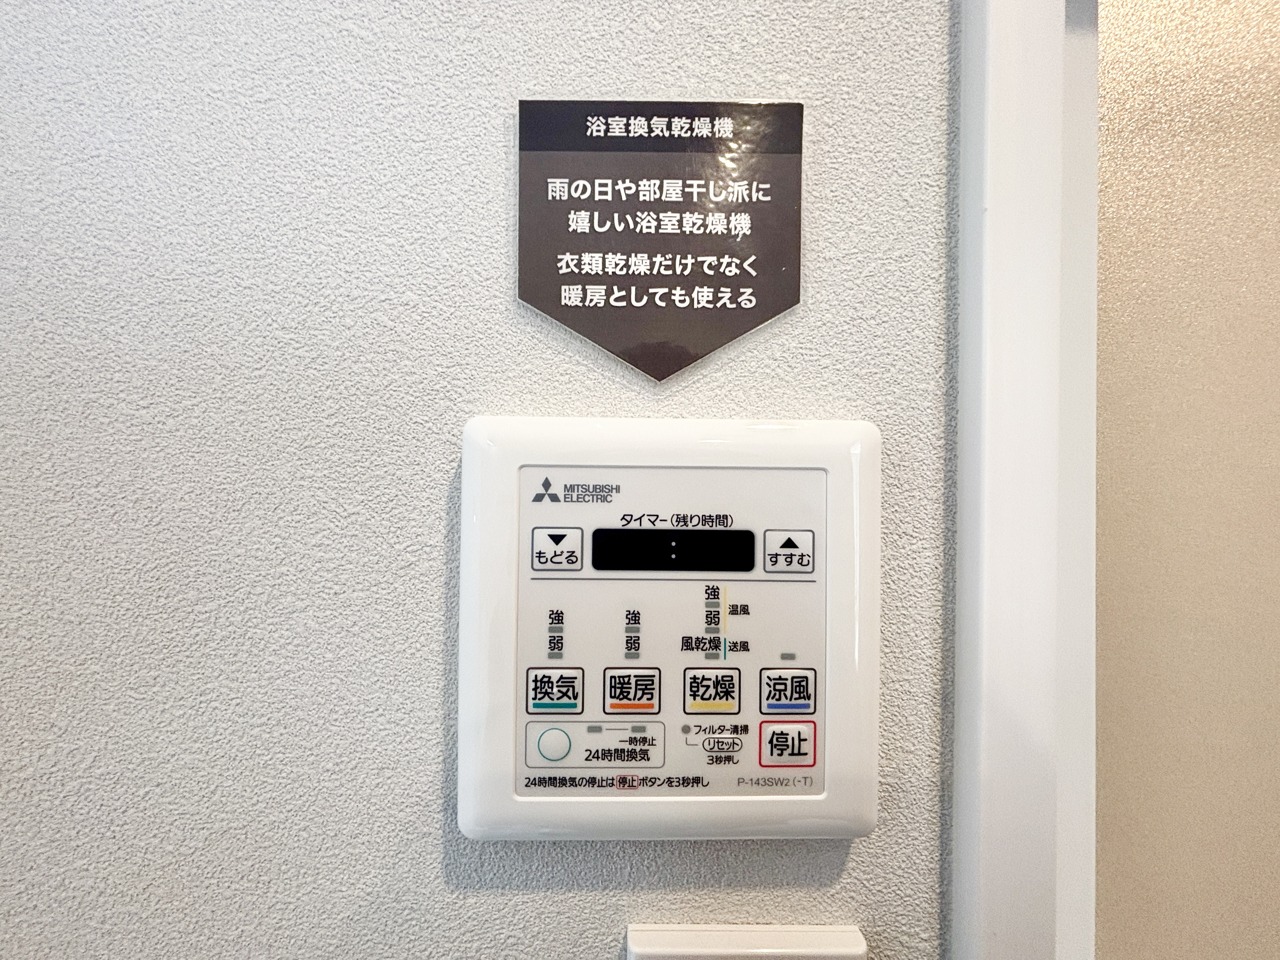 浴室換気乾燥機
雨の日や部屋干し派に
嬉しい浴室乾燥機
衣類乾燥だけでなく
暖房としても使える
MITSUBISHI
ELECTRIC
タイマー(残り時間)
▼
もどる
:
▲
すすむ
強
弱
強
弱
強
弱
温風
風乾燥
送風
換気
暖房
乾燥
涼風
一時停止
24時間換気
フィルター清掃
リセット
3秒押し
停止
24時間換気の停止は停止ボタンを3秒押し
P-143SW2(-T)